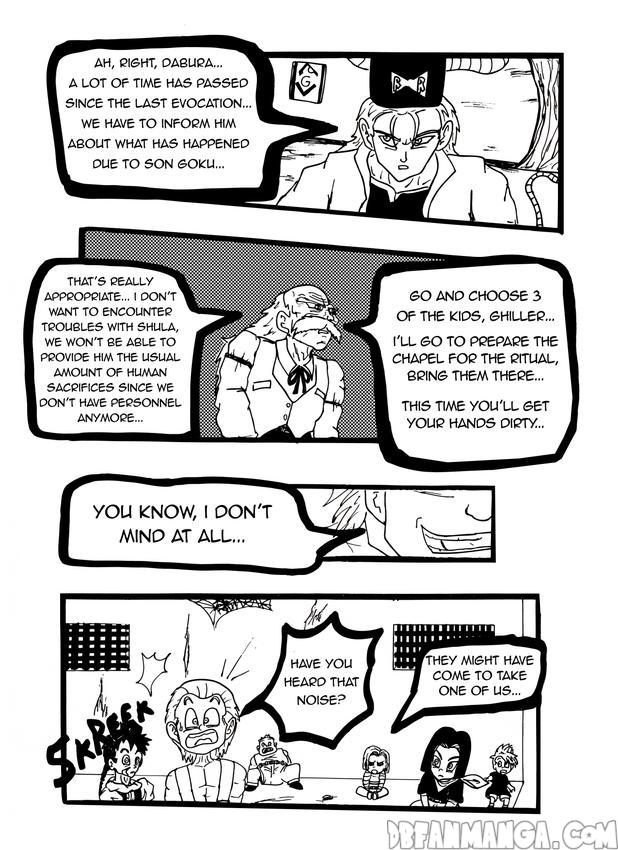 AH, RIGHT, DABURA...
A LOT OF TIME HAS PASSED
SINCE THE LAST EVOCATION...
WE HAVE TO INFORM HIM
ABOUT WHAT HAS HAPPENED
DUE TO SON GOKU...
G
B R
THAT'S REALLY
APPROPRIATE... I DON'T
WANT TO ENCOUNTER
TROUBLES WITH SHULA,
WE WON'T BE ABLE TO
PROVIDE HIM THE USUAL
AMOUNT OF HUMAN
SACRIFICES SINCE WE
DON'T HAVE PERSONNEL
ANYMORE...
GO AND CHOOSE 3
OF THE KIDS, GHILLER...
I'LL GO TO PREPARE THE
CHAPEL FOR THE RITUAL,
BRING THEM THERE...
THIS TIME YOU'LL GET
YOUR HANDS DIRTY...
YOU KNOW, I DON'T
MIND AT ALL...
SKREEEK
HAVE YOU
HEARD THAT
NOISE?
THEY MIGHT HAVE
COME TO TAKE
ONE OF US...
DBFANMANGA.COM